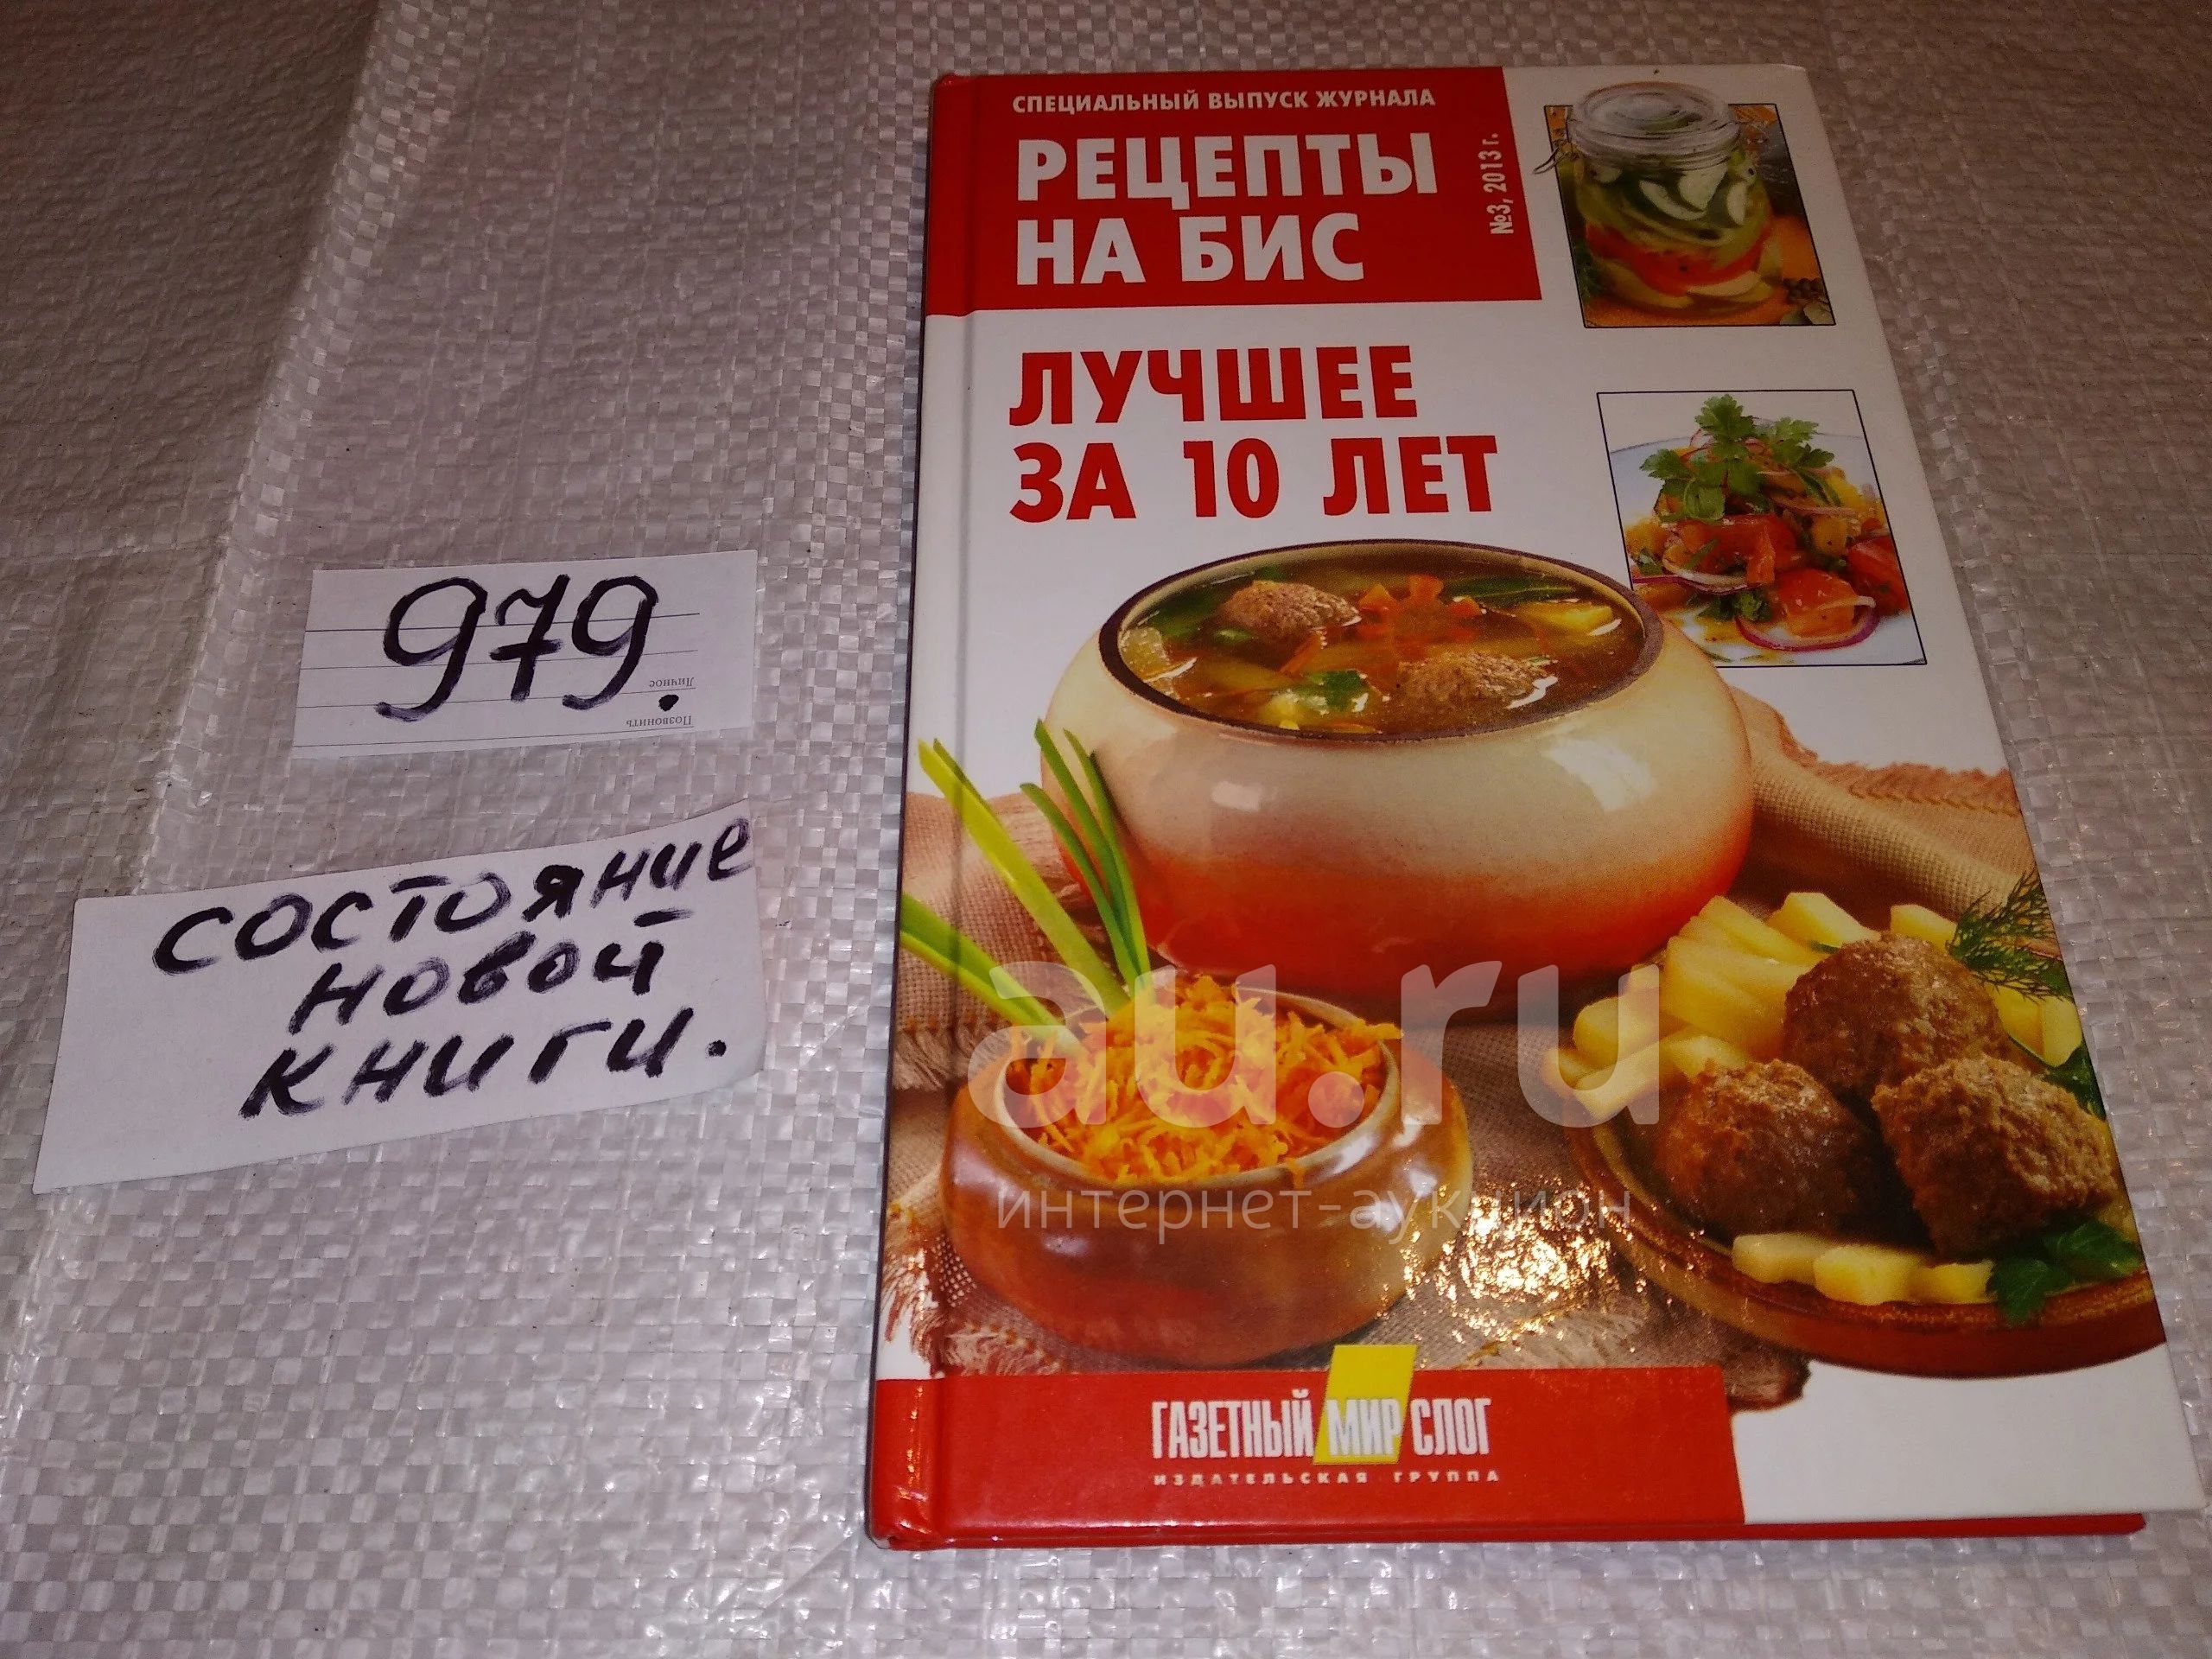 979.
Личное
Позвонить
состояние
новой
книги.
СПЕЦИАЛЬНЫЙ ВЫПУСК ЖУРНАЛА
РЕЦЕПТЫ
НА БИС
№3, 2013 г.
ЛУЧШЕЕ
ЗА 10 ЛЕТ
au.ru
интернет-аукцион
ГАЗЕТНЫЙ МИР СЛОГ
ИЗДАТЕЛЬСКАЯ ГРУППА